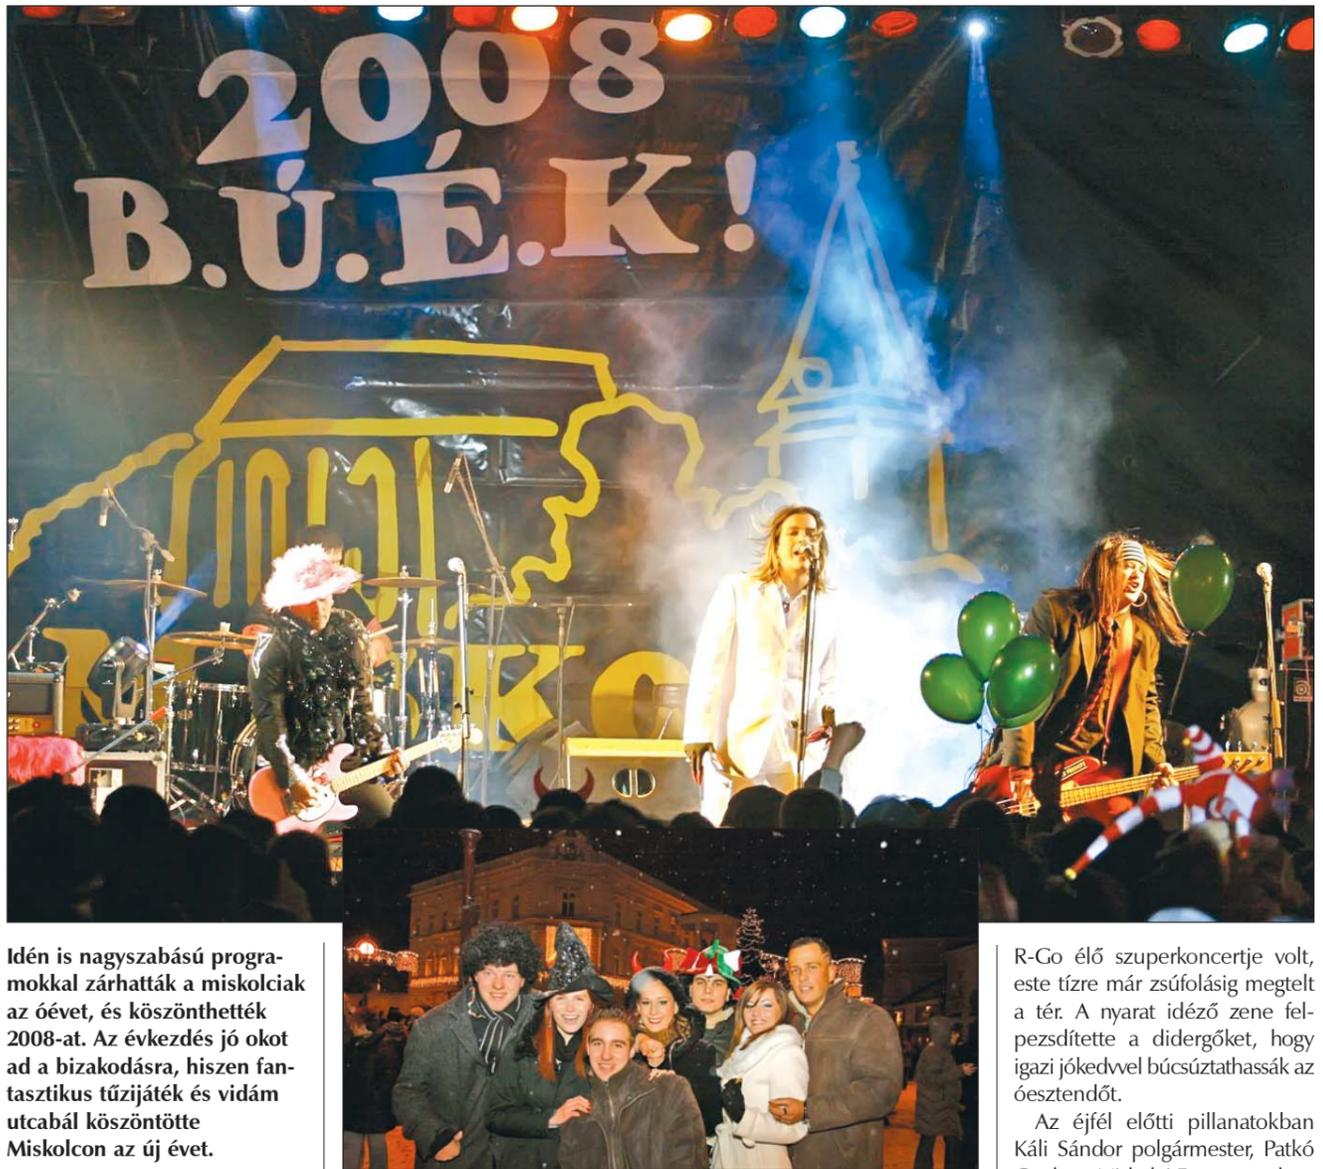 2008
B.Ú.É.K!
Idén is nagyszabású progra-
mokkal zárhatták a miskolciak
az óévet, és köszönthették
2008-at. Az évkezdés jó okot
ad a bizakodásra, hiszen fan-
tasztikus tűzijáték és vidám
utcabál köszöntötte
Miskolcon az új évet.
R-Go élő szuperkoncertje volt,
este tízre már zsúfolásig megtelt
a tér. A nyarat idéző zene fel-
pezsdítette a didergőket, hogy
igazi jókedvvel búcsúztathassák az
óesztendőt.
Az éjfél előtti pillanatokban
Káli Sándor polgármester, Patkó